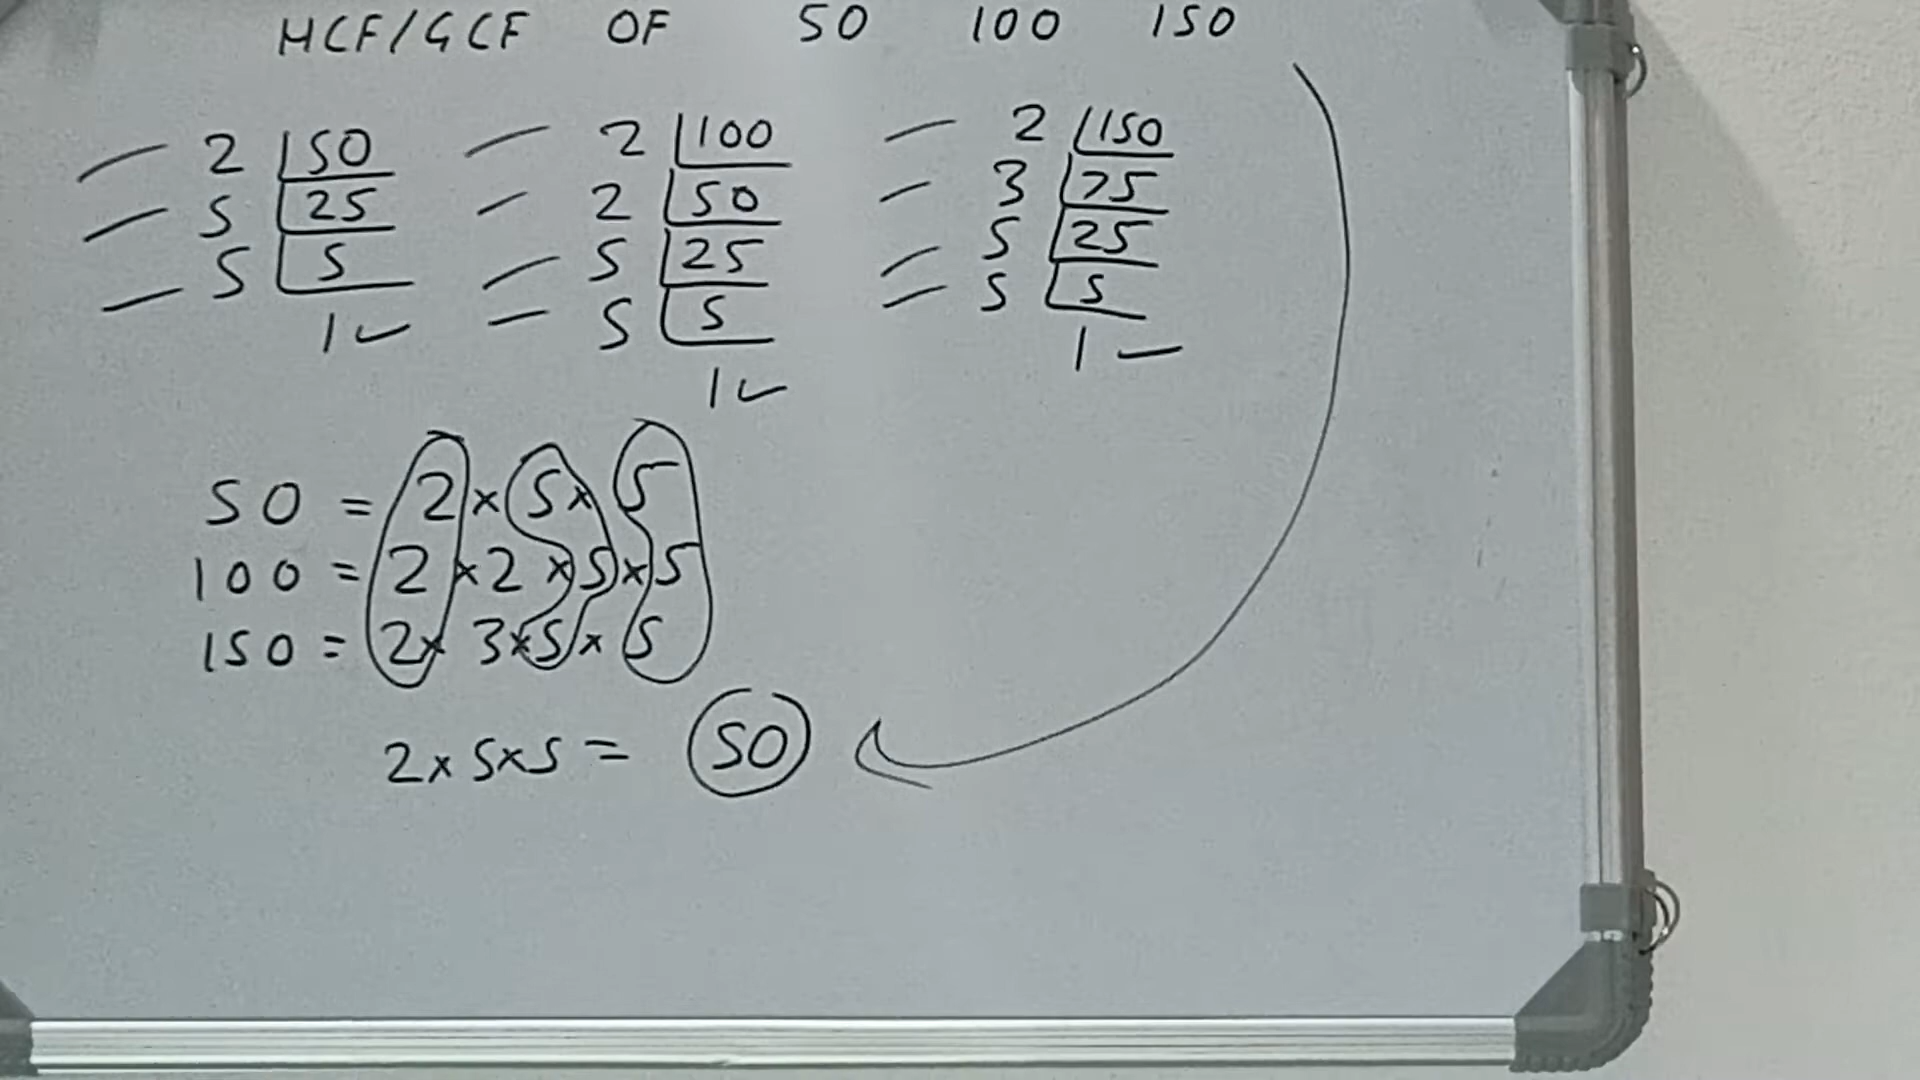 HCF/GCF OF 50 100 150
2 50 2 100 2 150
5 25 2 50 3 75
5 5 5 25 5 25
1 ✓ 5 5 5 5
1 ✓ 1 ✓
50 = 2 × 5 × 5
100 = 2 × 2 × 5 × 5
150 = 2 × 3 × 5 × 5
2 × 5 × 5 = 50